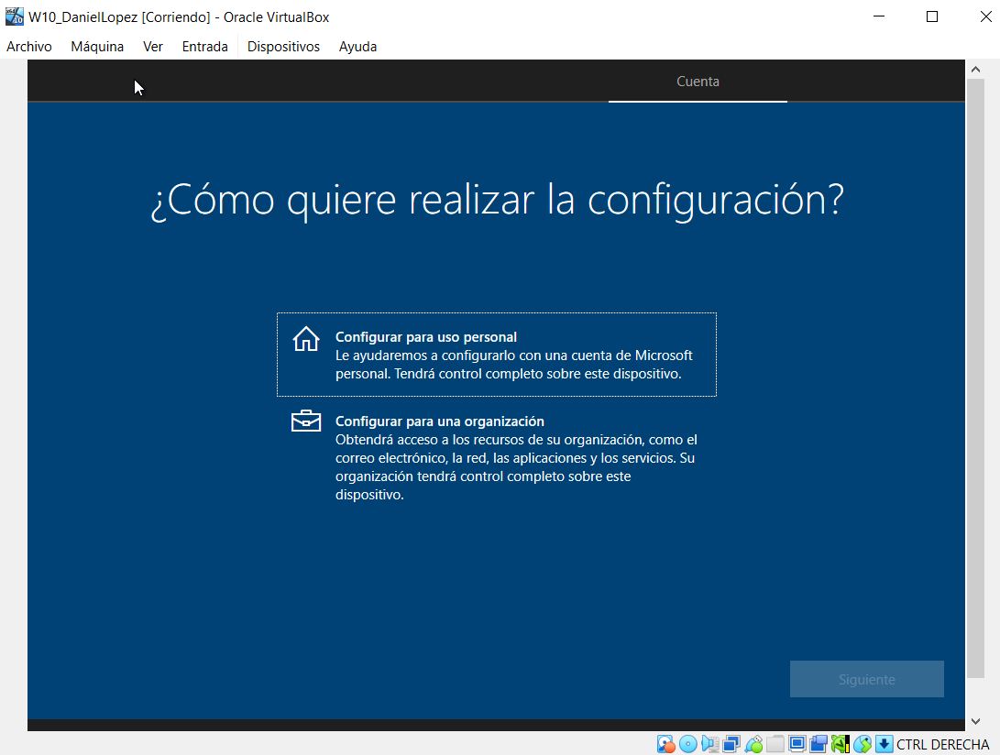 W10_DanielLopez [Corriendo] - Oracle VirtualBox
Archivo Máquina Ver Entrada Dispositivos Ayuda
Cuenta
¿Cómo quiere realizar la configuración?
Configurar para uso personal
Le ayudaremos a configurarlo con una cuenta de Microsoft
personal. Tendrá control completo sobre este dispositivo.
Configurar para una organización
Obtendrá acceso a los recursos de su organización, como el
correo electrónico, la red, las aplicaciones y los servicios. Su
organización tendrá control completo sobre este
dispositivo.
Siguiente
CTRL DERECHA